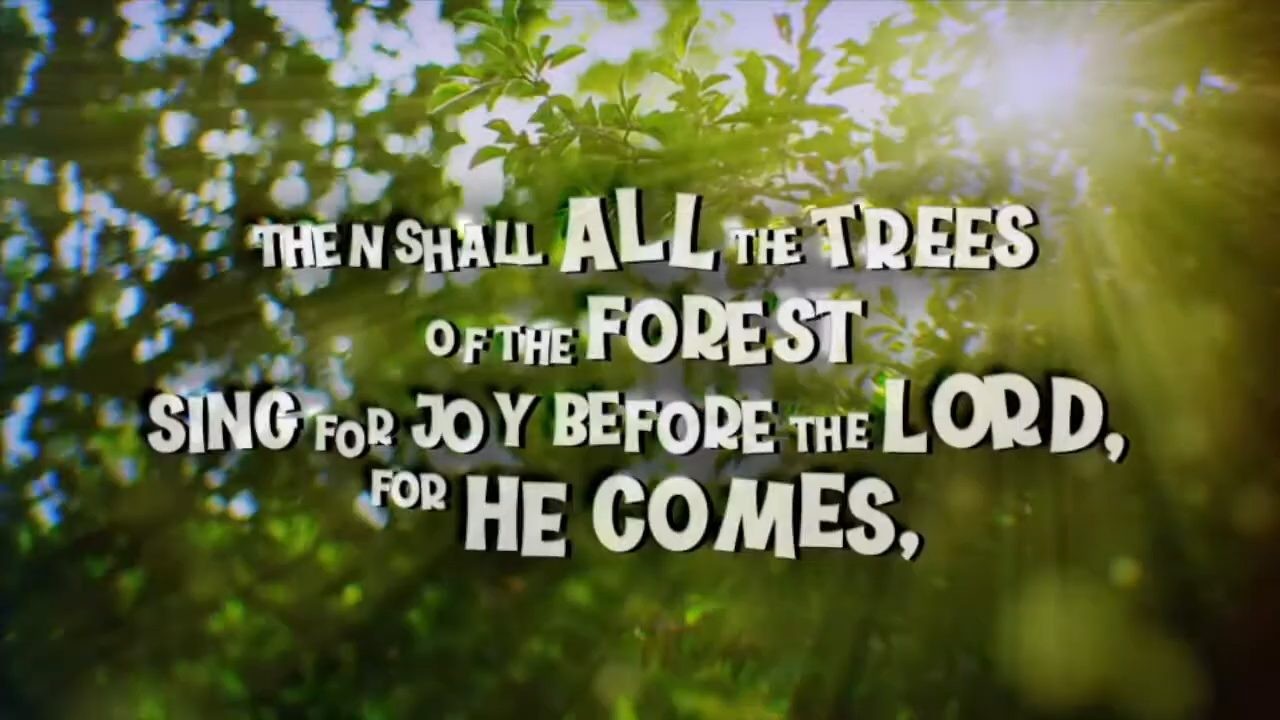 THEN SHALL ALL THE TREES
OF THE FOREST
SING FOR JOY BEFORE THE LORD,
FOR HE COMES,